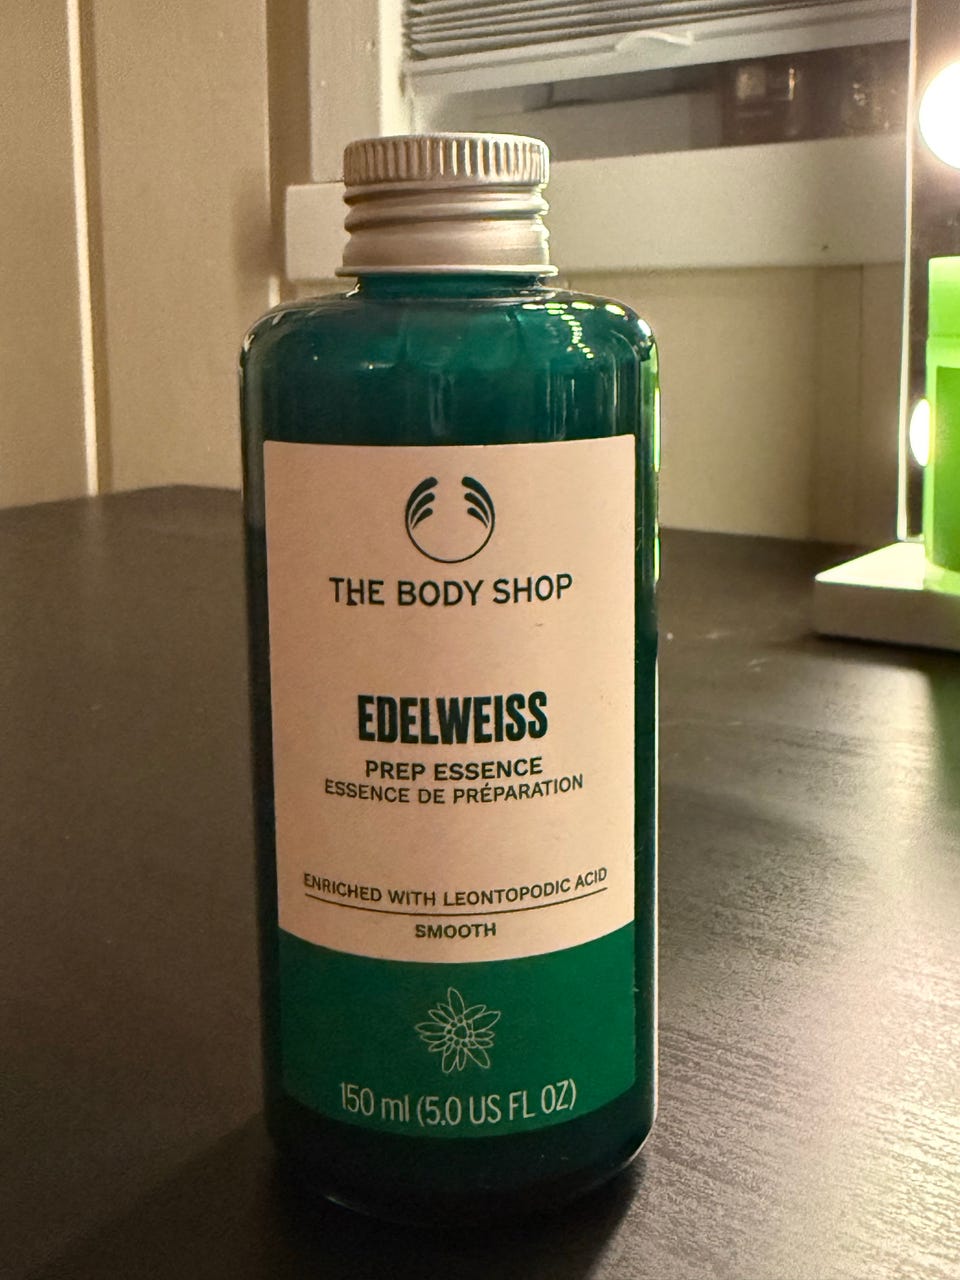 THE BODY SHOP
EDELWEISS
PREP ESSENCE
ESSENCE DE PRÉPARATION
ENRICHED WITH LEONTOPODIC ACID
SMOOTH
150 ml (5.0 US FL OZ)